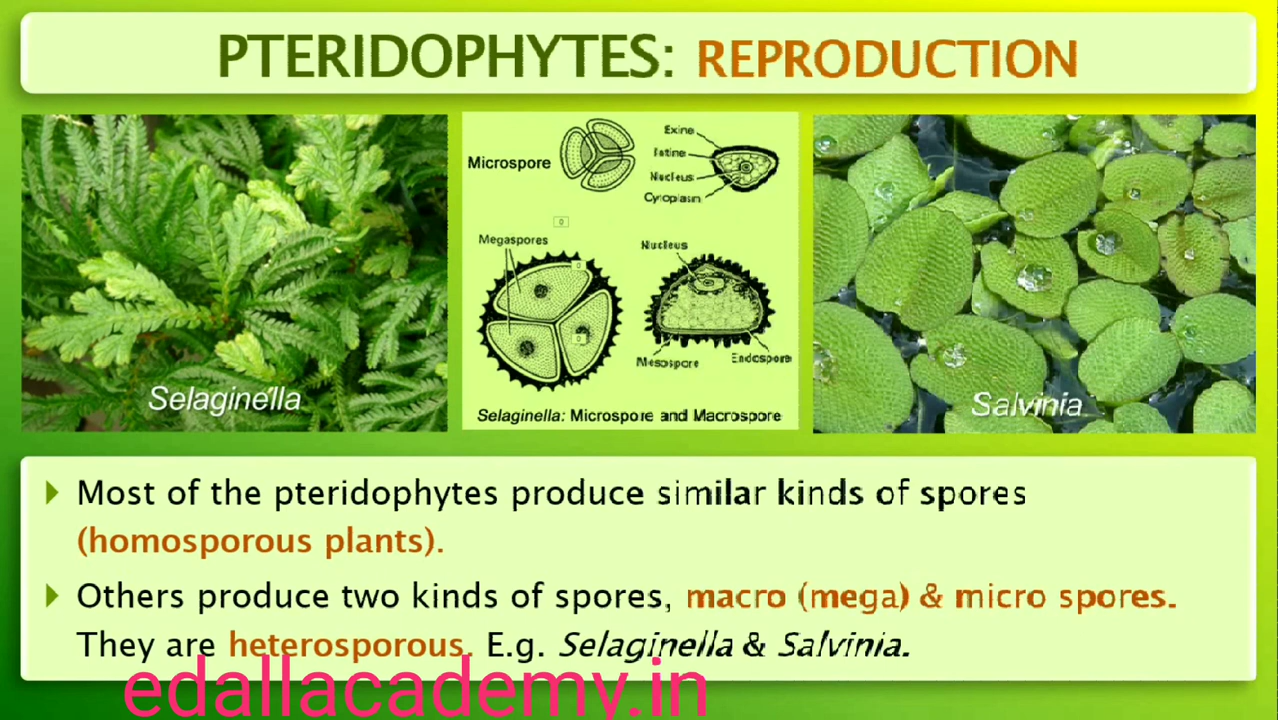 PTERIDOPHYTES: REPRODUCTION
Microspore
Exine
Intine
Nucleus
Cytoplasm
Megaspores
Nucleus
Mesospore
Endospore
Selaginella: Microspore and Macrospore
Selaginella
Salvinia
Most of the pteridophytes produce similar kinds of spores
(homosporous plants).
Others produce two kinds of spores, macro (mega) & micro spores.
They are heterosporous. E.g. Selaginella & Salvinia.
edallacademy.in